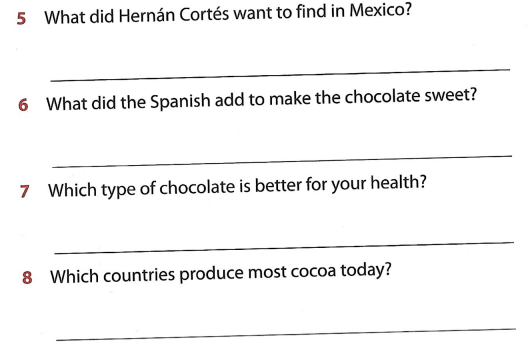 5 What did Hernán Cortés want to find in Mexico?
6 What did the Spanish add to make the chocolate sweet?
7 Which type of chocolate is better for your health?
8 Which countries produce most cocoa today?